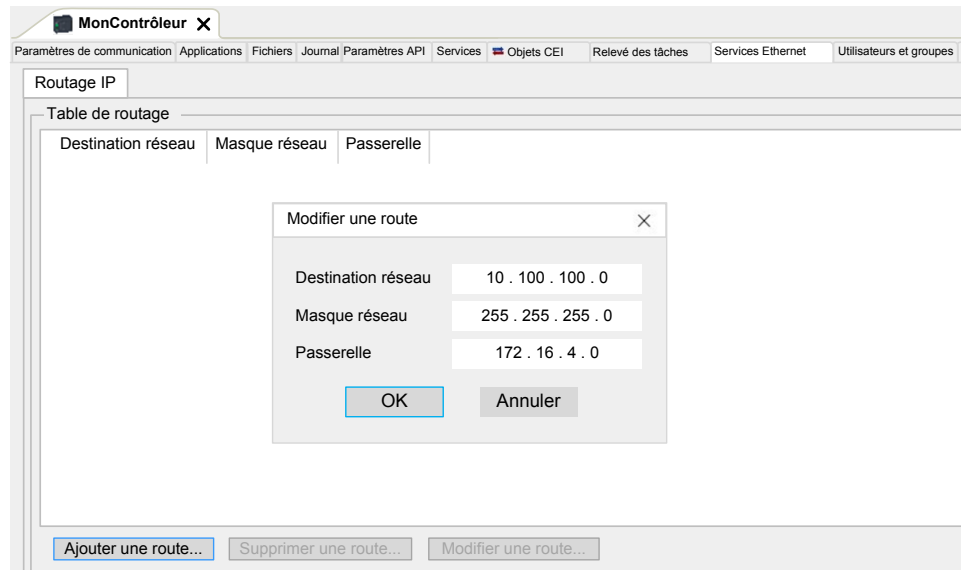 MonContrôleur
Paramètres de communication Applications Fichiers Journal Paramètres API Services Objets CEI Relevé des tâches Services Ethernet Utilisateurs et groupes
Routage IP
Table de routage
Destination réseau Masque réseau Passerelle
Modifier une route
Destination réseau 10 . 100 . 100 . 0
Masque réseau 255 . 255 . 255 . 0
Passerelle 172 . 16 . 4 . 0
OK Annuler
Ajouter une route... Supprimer une route... Modifier une route...